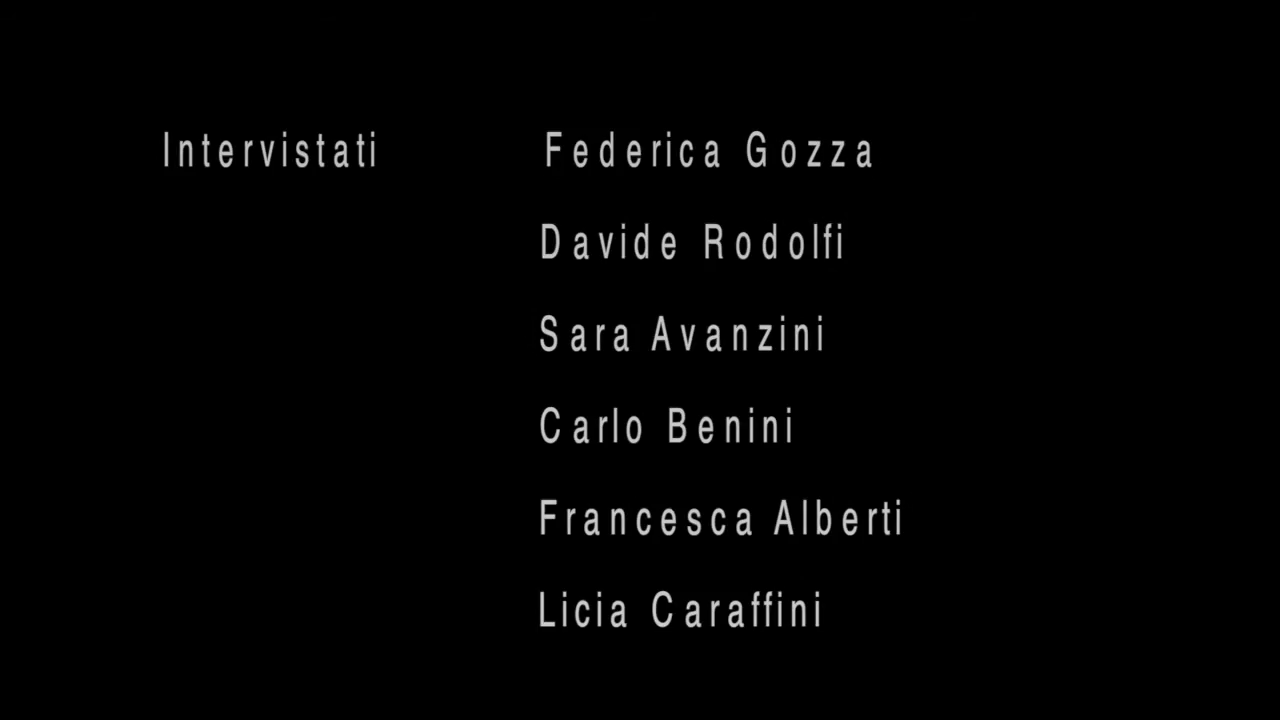 Intervistati Federica Gozza
Davide Rodolfi
Sara Avanzini
Carlo Benini
Francesca Alberti
Licia Caraffini